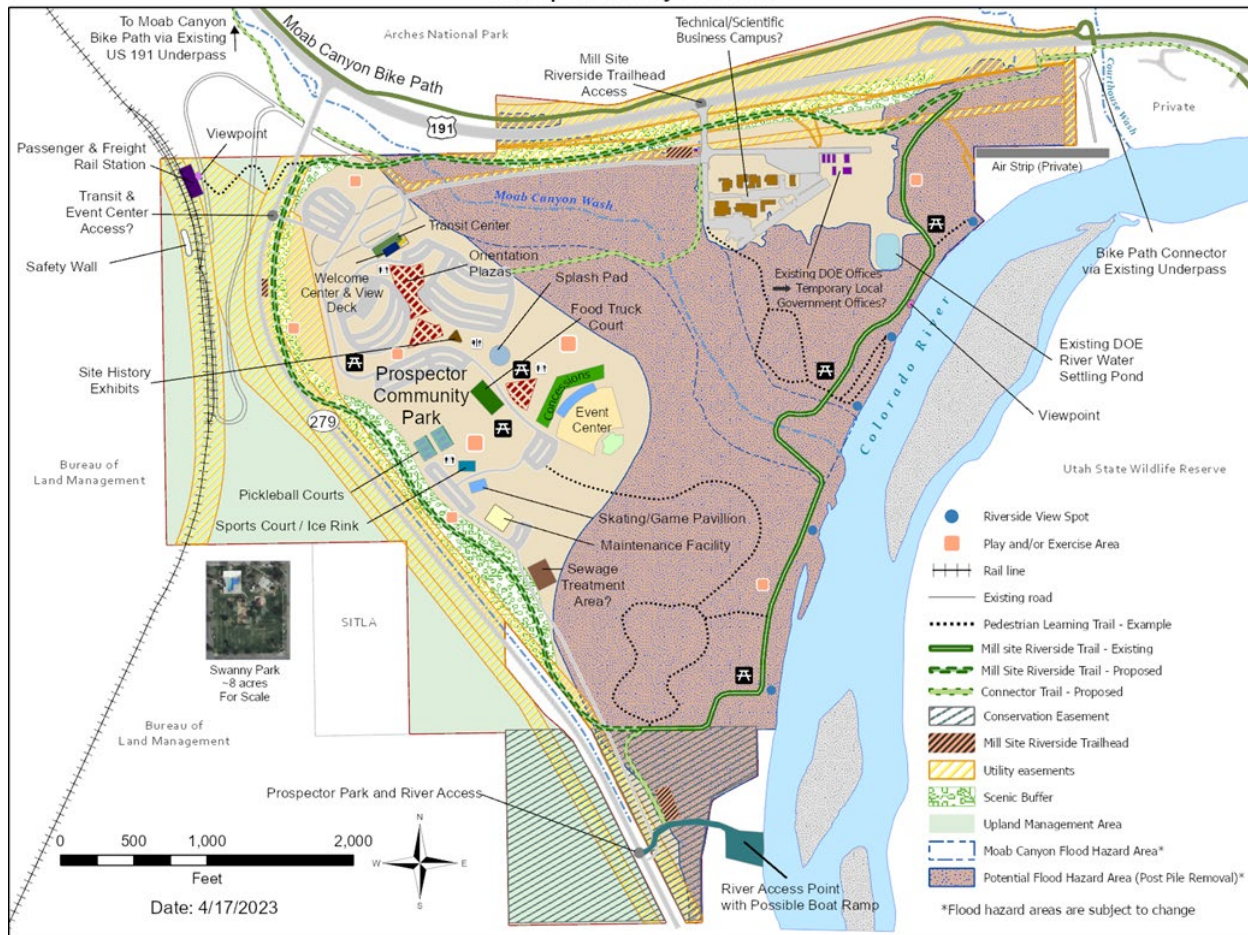 To Moab Canyon
Bike Path via Existing
US 191 Underpass
Moab Canyon Bike Path
Arches National Park
Mill Site
Riverside Trailhead
Access
Technical/Scientific
Business Campus?
Courthouse Wash
Private
191
Viewpoint
Passenger & Freight
Rail Station
Transit &
Event Center
Access?
Safety Wall
Air Strip (Private)
Moab Canyon Wash
Transit Center
Welcome
Center & View
Deck
Orientation
Plazas
Splash Pad
Food Truck
Court
Existing DOE Offices
Temporary Local
Government Offices?
Bike Path Connector
via Existing Underpass
Existing DOE
River Water
Settling Pond
Viewpoint
Colorado River
Site History
Exhibits
Prospector
Community
Park
Concessions
Event
Center
279
Bureau of
Land Management
Utah State Wildlife Reserve
Pickleball Courts
Sports Court / Ice Rink
Skating/Game Pavillion
Maintenance Facility
Sewage
Treatment
Area?
SITLA
Swanny Park
~8 acres
For Scale
Bureau of
Land Management
Prospector Park and River Access
River Access Point
with Possible Boat Ramp
0 500 1,000 2,000
Feet
N
W E
S
Date: 4/17/2023
Riverside View Spot
Play and/or Exercise Area
Rail line
Existing road
Pedestrian Learning Trail - Example
Mill site Riverside Trail - Existing
Mill Site Riverside Trail - Proposed
Connector Trail - Proposed
Conservation Easement
Mill Site Riverside Trailhead
Utility easements
Scenic Buffer
Upland Management Area
Moab Canyon Flood Hazard Area*
Potential Flood Hazard Area (Post Pile Removal)*
*Flood hazard areas are subject to change